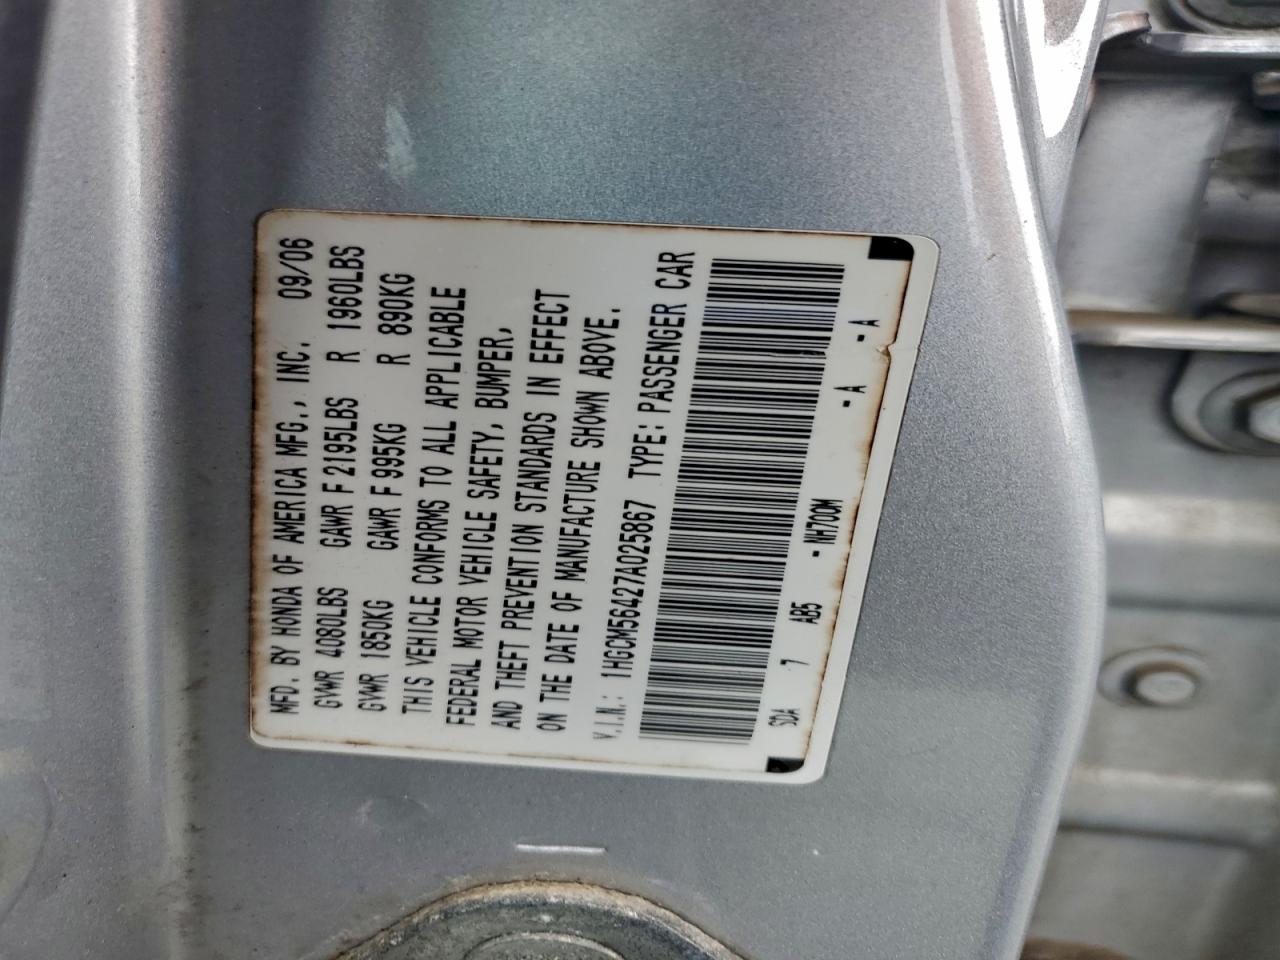 MFD. BY HONDA OF AMERICA MFG., INC. 09/06
GVWR 4080LBS GAWR F 2195LBS R 1960LBS
GVWR 1850KG GAWR F 995KG R 890KG
THIS VEHICLE CONFORMS TO ALL APPLICABLE
FEDERAL MOTOR VEHICLE SAFETY, BUMPER,
AND THEFT PREVENTION STANDARDS IN EFFECT
ON THE DATE OF MANUFACTURE SHOWN ABOVE.
V.I.N.: 1HGCM56427A025867 TYPE: PASSENGER CAR
SDA 7 AB5 - NH700M - A - A